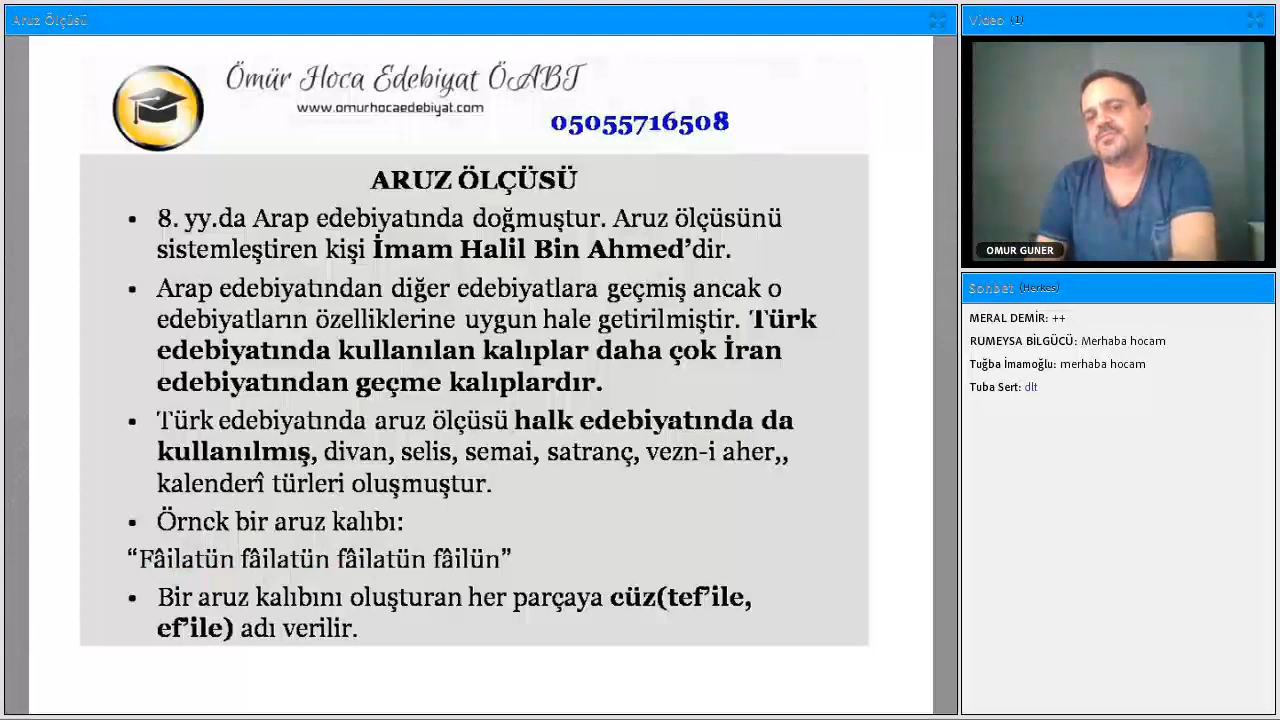 Aruz Ölçüsü
Ömür Hoca Edebiyat ÖABT
www.omurhocaedebiyat.com
05055716508
ARUZ ÖLÇÜSÜ
▪ 8. yy.da Arap edebiyatında doğmuştur. Aruz ölçüsünü
sistemleştiren kişi İmam Halil Bin Ahmed’dir.
▪ Arap edebiyatından diğer edebiyatlara geçmiş ancak o
edebiyatların özelliklerine uygun hale getirilmiştir. Türk
edebiyatında kullanılan kalıplar daha çok İran
edebiyatından geçme kalıplardır.
▪ Türk edebiyatında aruz ölçüsü halk edebiyatında da
kullanılmış, divan, selis, semai, satranç, vezn-i aher,,
kalenderî türleri oluşmuştur.
▪ Örnck bir aruz kalıbı:
“Fâilatün fâilatün fâilatün fâilün”
▪ Bir aruz kalıbını oluşturan her parçaya cüz(tef’ile,
ef’ile) adı verilir.
Video (1)
OMUR GUNER
Sohbet (Herkes)
MERAL DEMİR: ++
RÜMEYSA BİLGÜCÜ: Merhaba hocam
Tuğba İmamoğlu: merhaba hocam
Tuba Sert: dlt